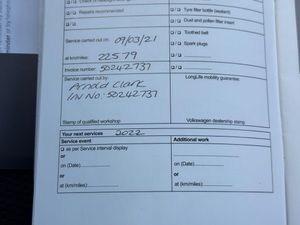 Repairs recommended
Tyre filler bottle (sealant)
Dust and pollen filter insert
Toothed belt
Spark plugs
Service carried out on: 09/03/21
at km/miles: 22579
Invoice number: 50242737
Service carried out by:
Arnold Clark
INV No: 50242737
LongLife mobility guarantee:
Stamp of qualified workshop
Volkswagen dealership stamp
Your next services 2022
Service event
Additional work
as per Service interval display
or
on (Date)
on (Date)
or
or
at (km/miles):
at (km/miles):